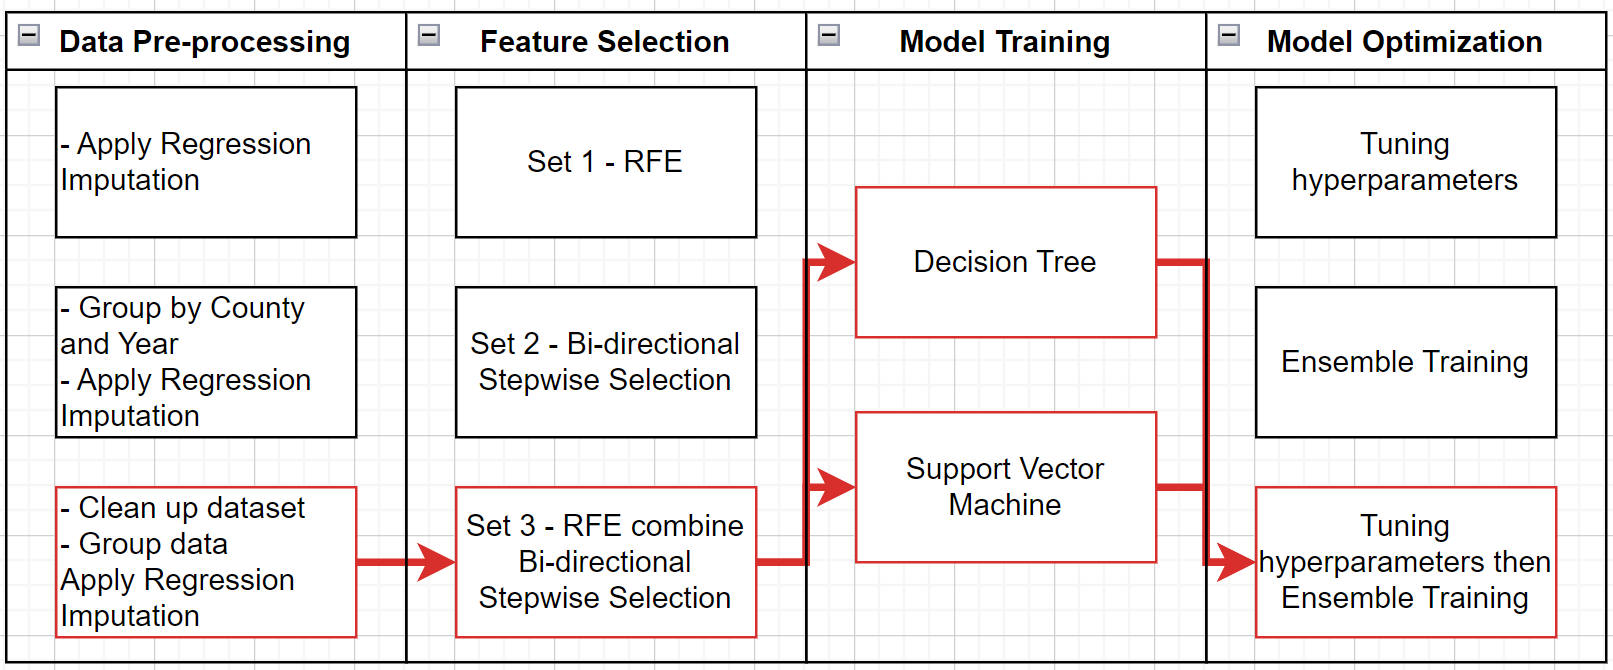 Data Pre-processing
Feature Selection
Model Training
Model Optimization
- Apply Regression
Imputation
- Group by County
and Year
- Apply Regression
Imputation
- Clean up dataset
- Group data
Apply Regression
Imputation
Set 1 - RFE
Set 2 - Bi-directional
Stepwise Selection
Set 3 - RFE combine
Bi-directional
Stepwise Selection
Decision Tree
Support Vector
Machine
Tuning
hyperparameters
Ensemble Training
Tuning
hyperparameters then
Ensemble Training